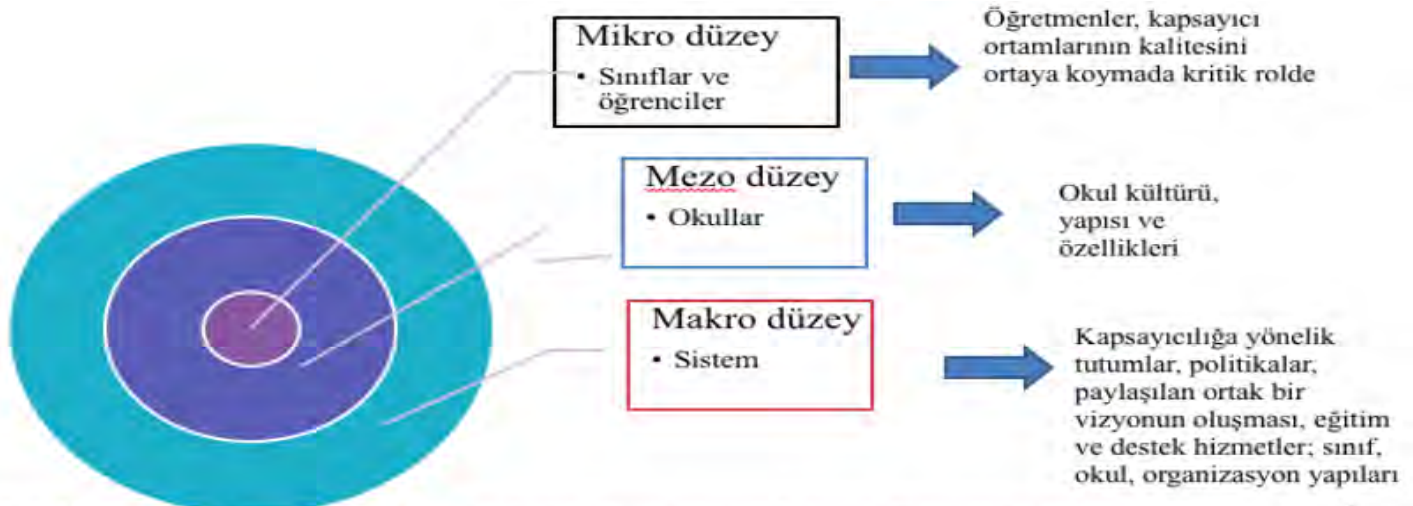 Mikro düzey
• Sınıflar ve
öğrenciler
Öğretmenler, kapsayıcı
ortamlarının kalitesini
ortaya koymada kritik rolde
Mezo düzey
• Okullar
Okul kültürü,
yapısı ve
özellikleri
Makro düzey
• Sistem
Kapsayıcılığa yönelik
tutumlar, politikalar,
paylaşılan ortak bir
vizyonun oluşması, eğitim
ve destek hizmetler; sınıf,
okul, organizasyon yapıları